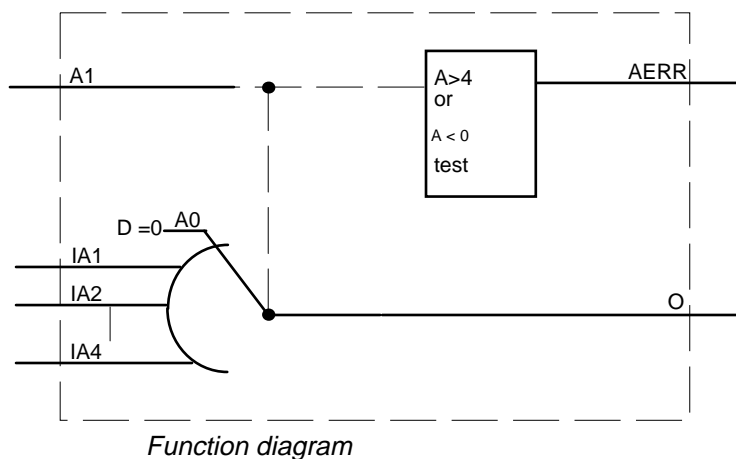 A1
A>4
or
A < 0
test
AERR
D =0
A0
IA1
IA2
IA4
O
Function diagram